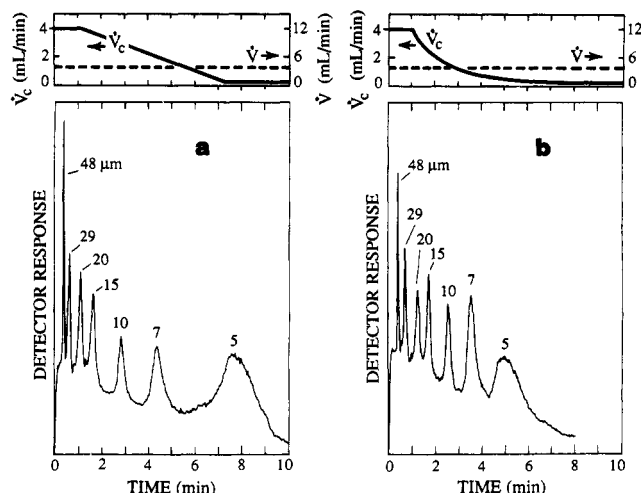 4
2
0
V̇c (mL/min)
V̇c
V̇
12
6
0
V̇ (mL/min)
a
48 µm
29
20
15
10
7
5
DETECTOR RESPONSE
0 2 4 6 8 10
TIME (min)
4
2
0
V̇c (mL/min)
V̇c
V̇
12
6
0
V̇ (mL/min)
b
48 µm
29
20
15
10
7
5
DETECTOR RESPONSE
0 2 4 6 8 10
TIME (min)